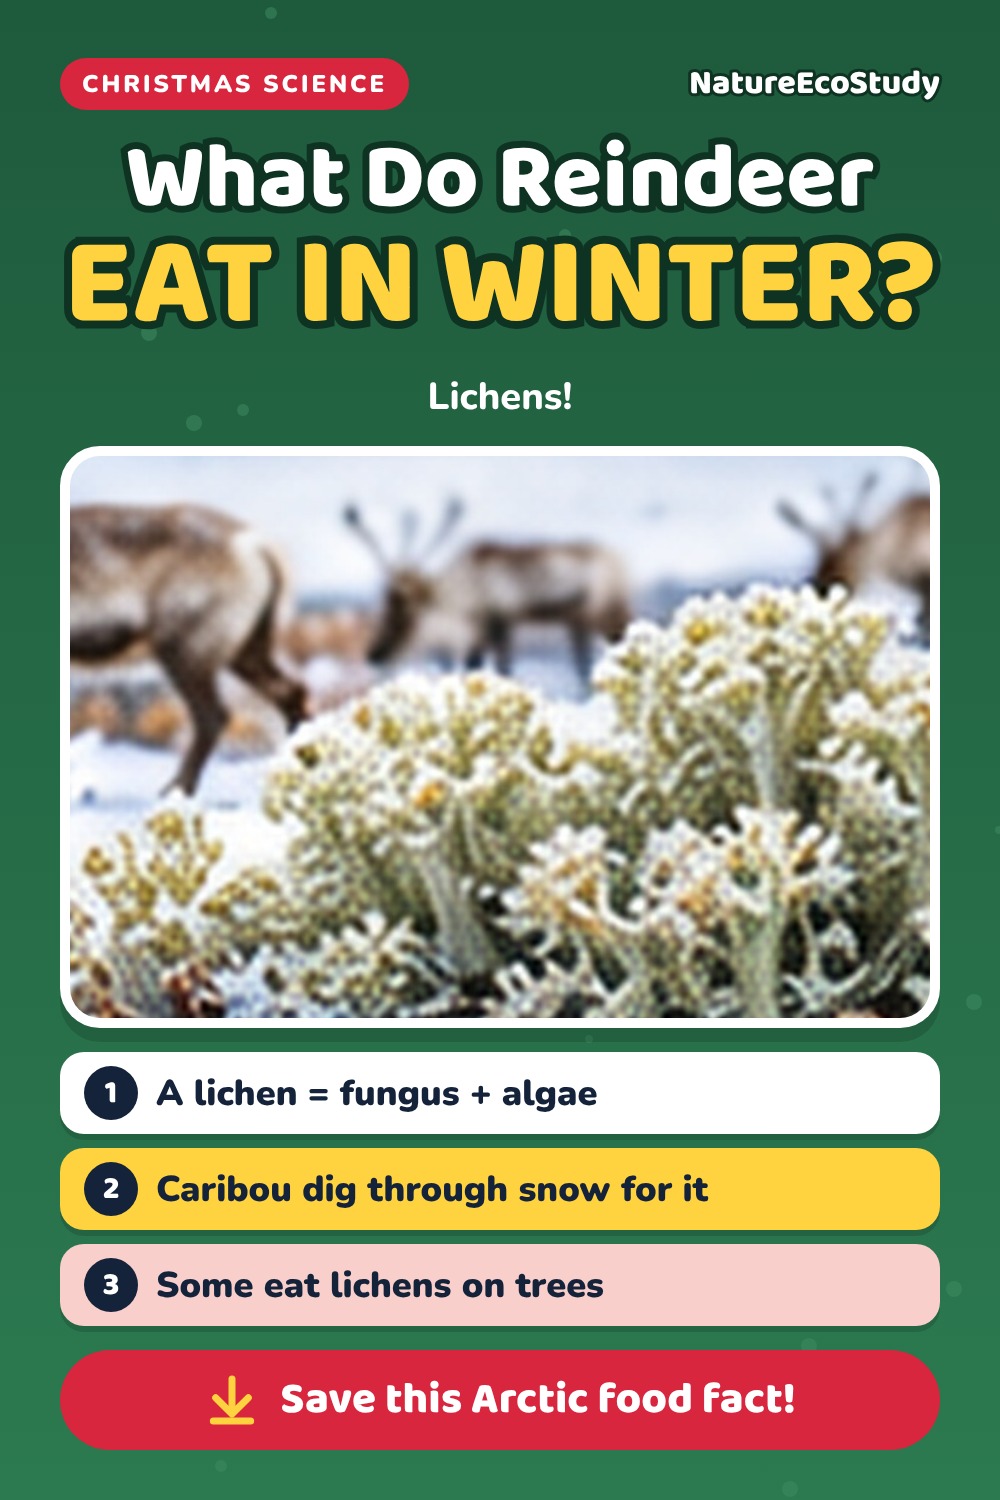 CHRISTMAS SCIENCE
NatureEcoStudy
What Do Reindeer
EAT IN WINTER?
Lichens!
1 A lichen = fungus + algae
2 Caribou dig through snow for it
3 Some eat lichens on trees
Save this Arctic food fact!